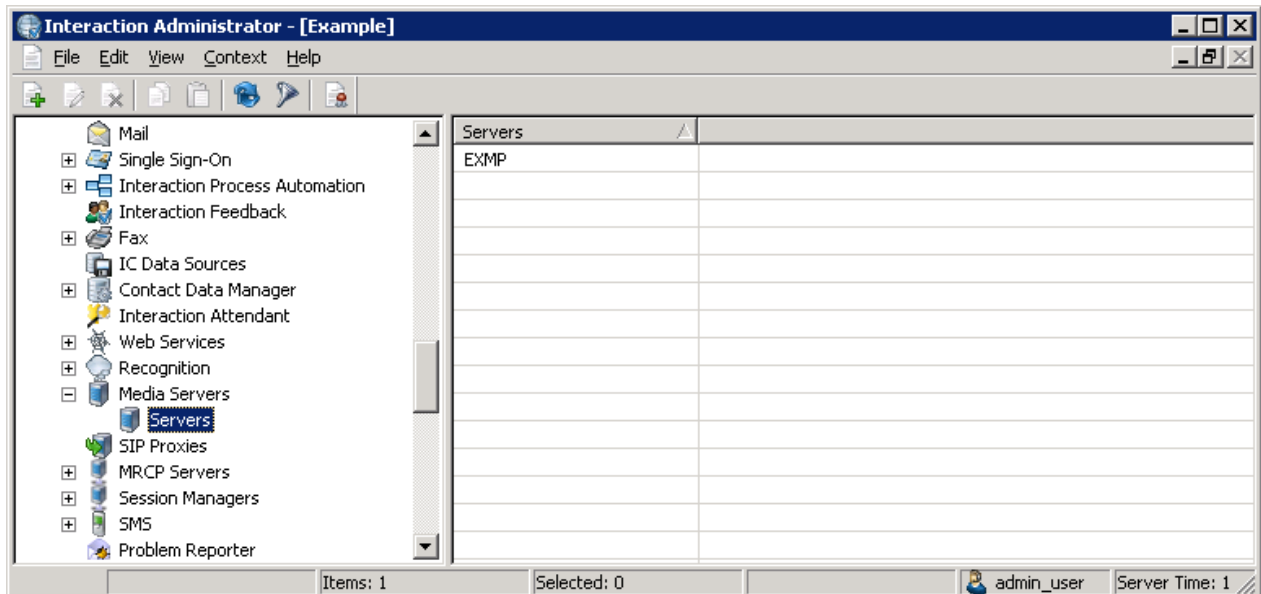 Interaction Administrator - [Example]
File Edit View Context Help
Mail
Single Sign-On
Interaction Process Automation
Interaction Feedback
Fax
IC Data Sources
Contact Data Manager
Interaction Attendant
Web Services
Recognition
Media Servers
Servers
SIP Proxies
MRCP Servers
Session Managers
SMS
Problem Reporter
Servers
EXMP
Items: 1 Selected: 0 admin_user Server Time: 1